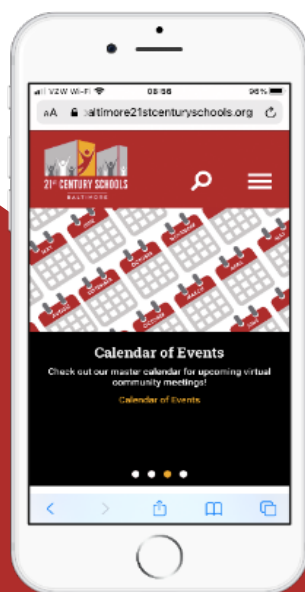 VZW Wi-Fi 08:56 96%
AA altimore21stcenturyschools.org
21st CENTURY SCHOOLS
BALTIMORE
Calendar of Events
Check out our master calendar for upcoming virtual
community meetings!
Calendar of Events